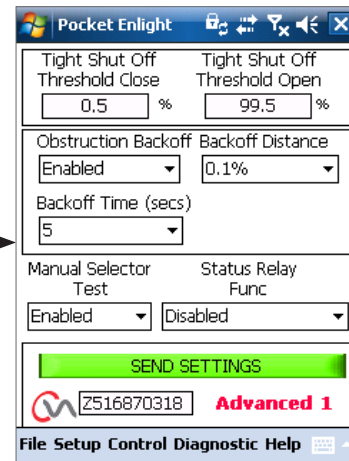 Pocket Enlight
Tight Shut Off Tight Shut Off
Threshold Close Threshold Open
0.5 % 99.5 %
Obstruction Backoff Backoff Distance
Enabled 0.1%
Backoff Time (secs)
5
Manual Selector Status Relay
Test Func
Enabled Disabled
SEND SETTINGS
Z516870318 Advanced 1
File Setup Control Diagnostic Help